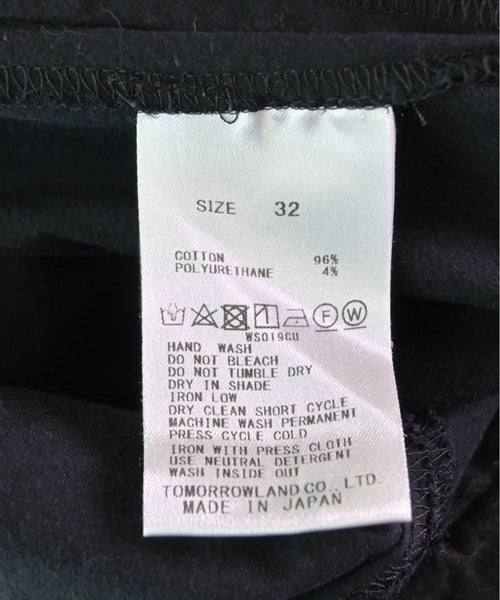 SIZE 32
COTTON 96%
POLYURETHANE 4%
F W
WS019GU
HAND WASH
DO NOT BLEACH
DO NOT TUMBLE DRY
DRY IN SHADE
IRON LOW
DRY CLEAN SHORT CYCLE
MACHINE WASH PERMANENT
PRESS CYCLE COLD
IRON WITH PRESS CLOTH
USE NEUTRAL DETERGENT
WASH INSIDE OUT
TOMORROWLAND CO., LTD.
MADE IN JAPAN